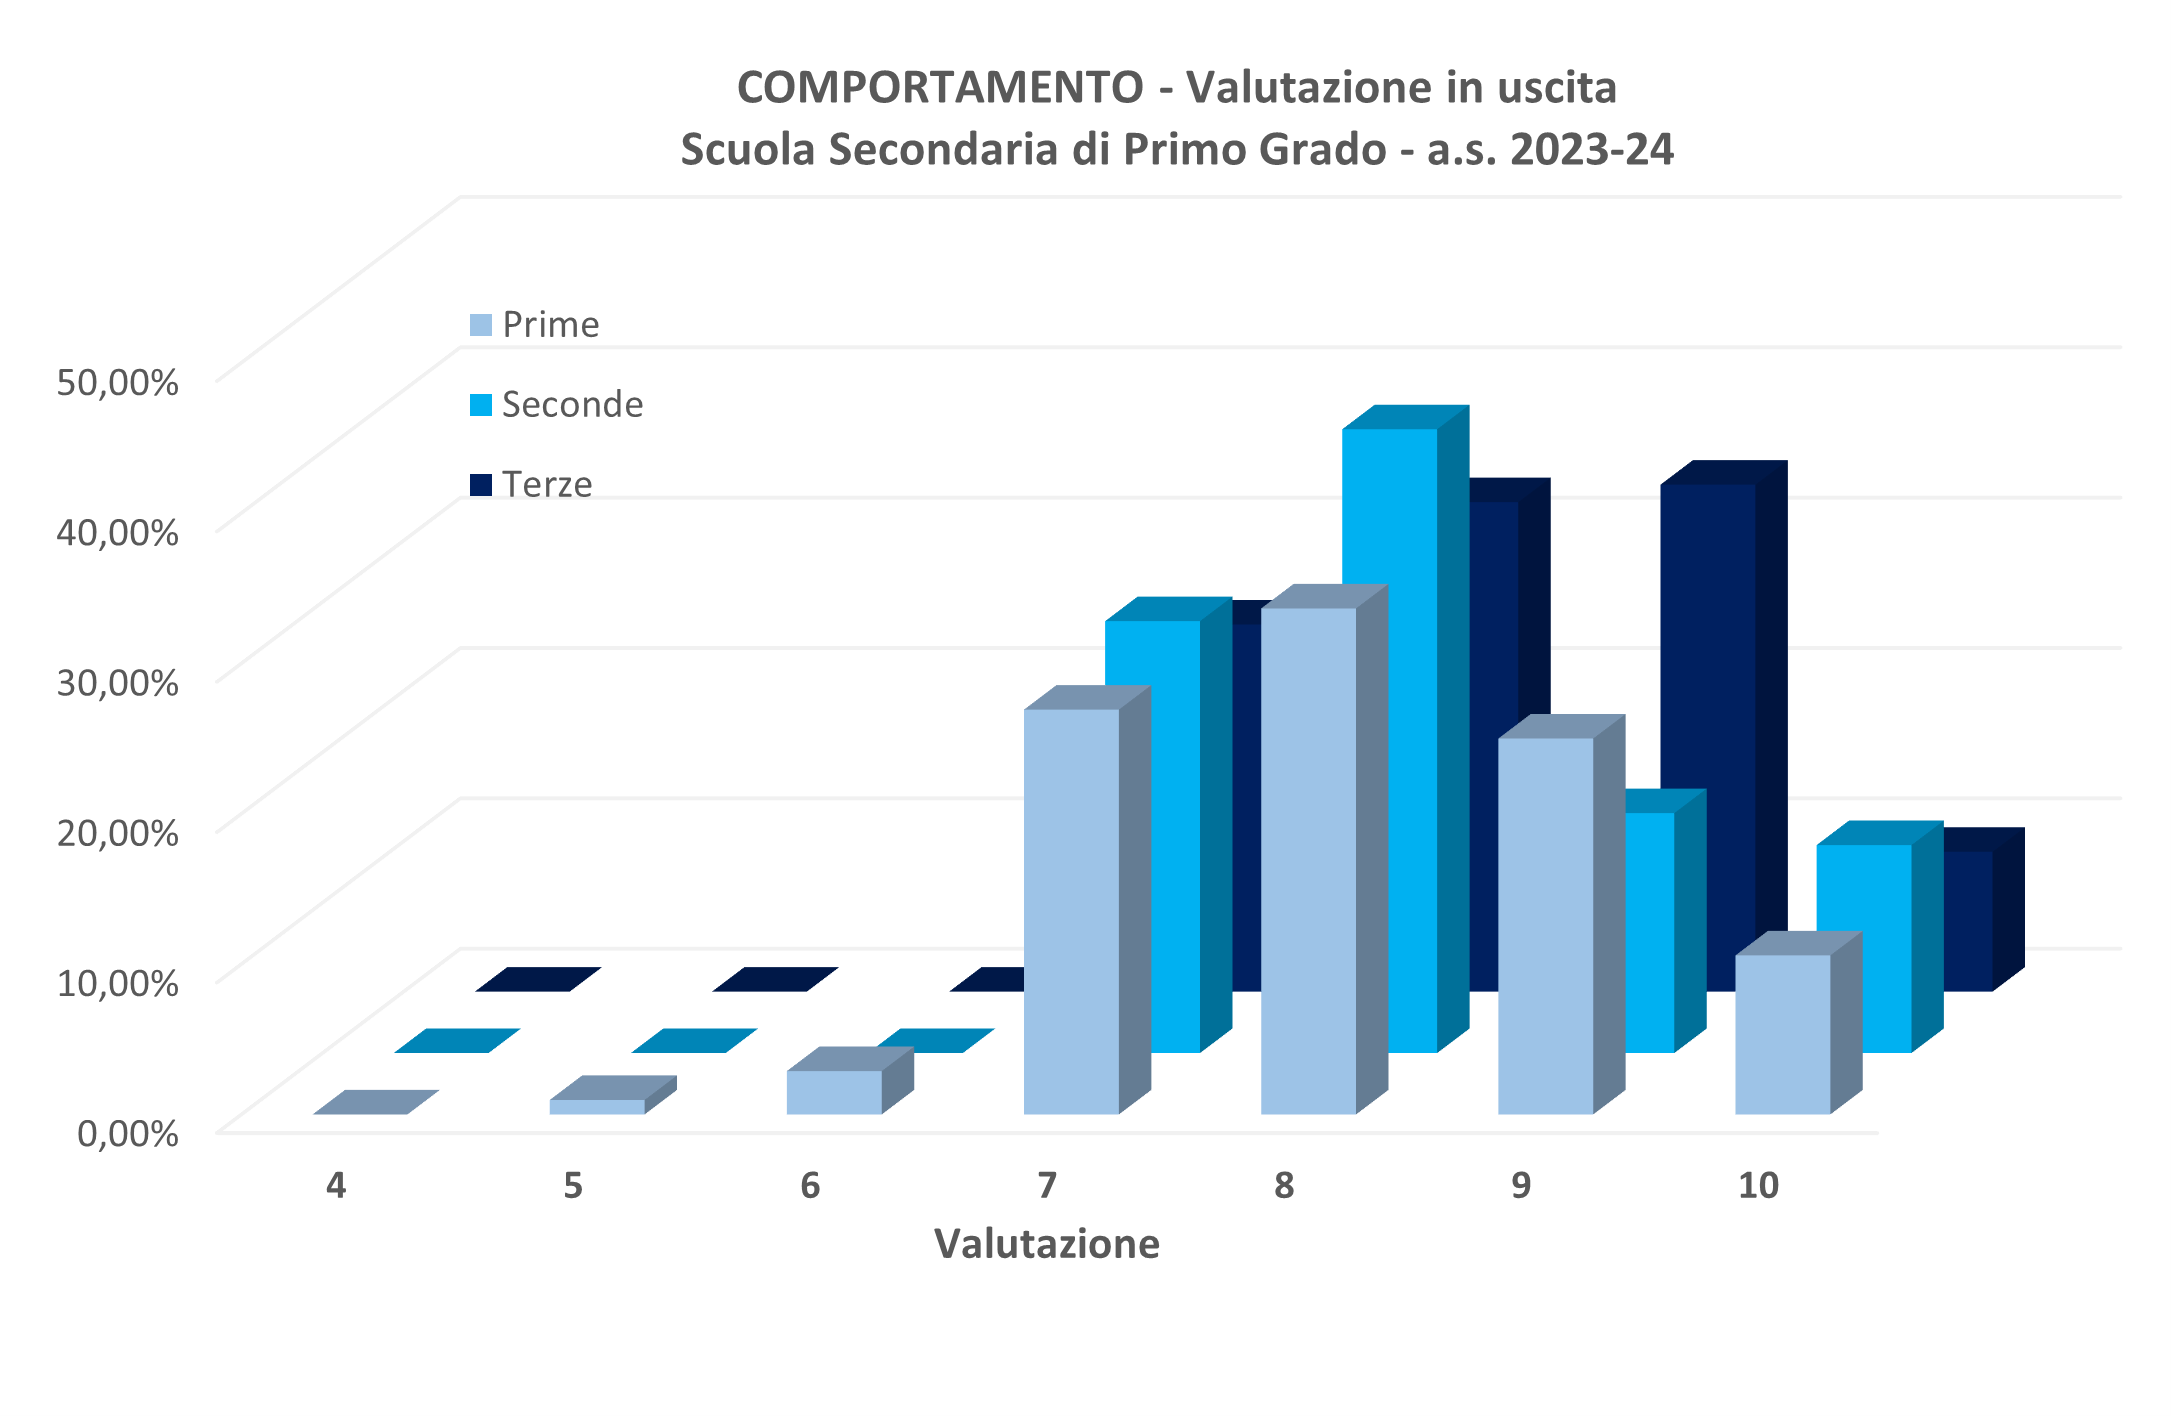 COMPORTAMENTO - Valutazione in uscita
Scuola Secondaria di Primo Grado - a.s. 2023-24
Prime
Seconde
Terze
50,00%
40,00%
30,00%
20,00%
10,00%
0,00%
4 5 6 7 8 9 10
Valutazione